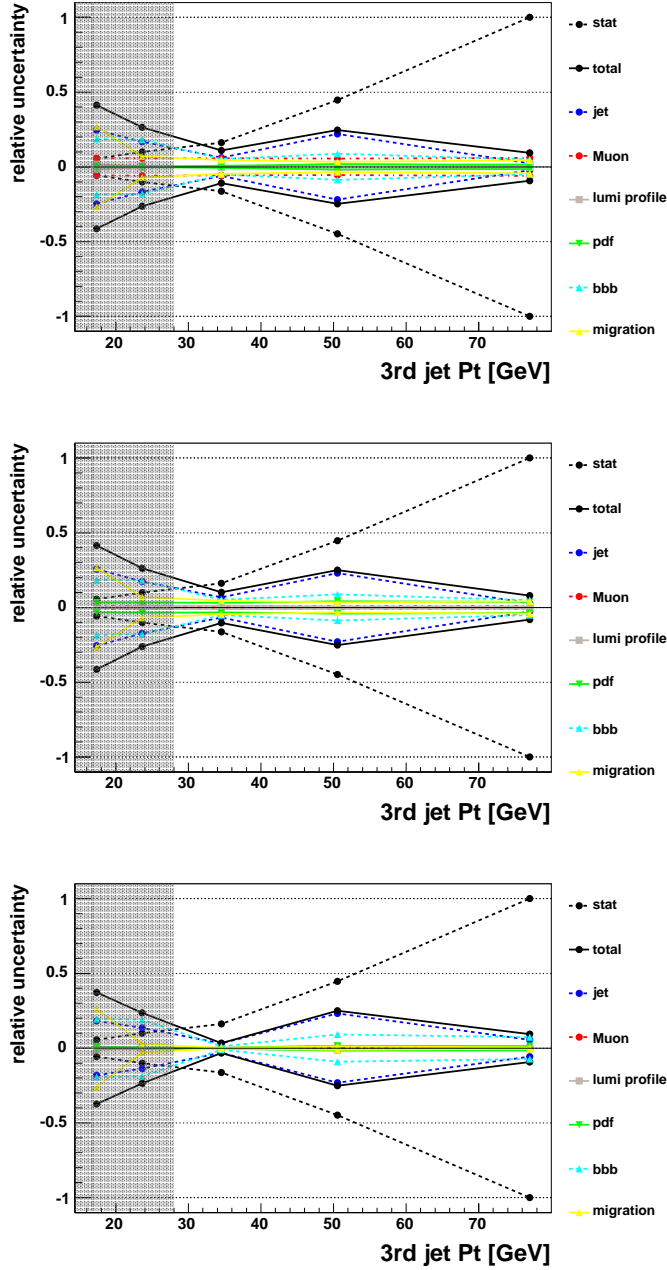 relative uncertainty
1
0.5
0
-0.5
-1
20 30 40 50 60 70
3rd jet Pt [GeV]
stat
total
jet
Muon
lumi profile
pdf
bbb
migration
relative uncertainty
1
0.5
0
-0.5
-1
20 30 40 50 60 70
3rd jet Pt [GeV]
stat
total
jet
Muon
lumi profile
pdf
bbb
migration
relative uncertainty
1
0.5
0
-0.5
-1
20 30 40 50 60 70
3rd jet Pt [GeV]
stat
total
jet
Muon
lumi profile
pdf
bbb
migration